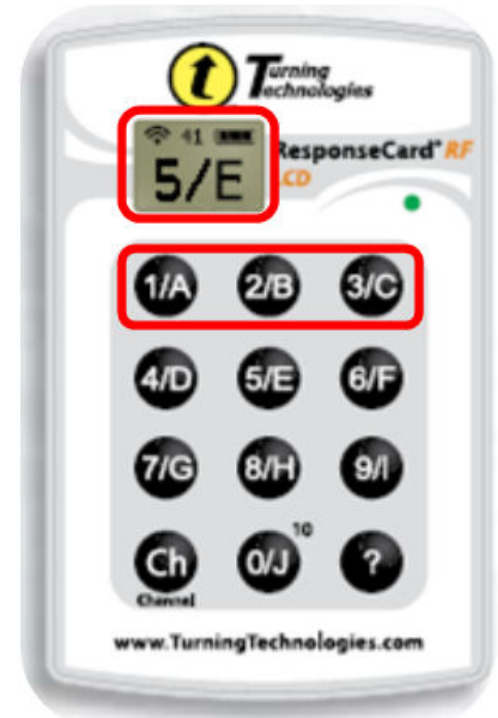 t Turning
Technologies
41
5/E
ResponseCard® RF
LCD
1/A 2/B 3/C
4/D 5/E 6/F
7/G 8/H 9/I
10
Ch 0/J ?
Channel
www.TurningTechnologies.com